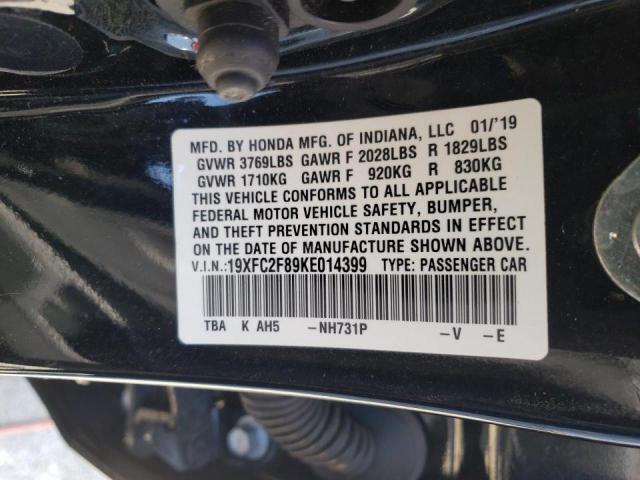 MFD. BY HONDA MFG. OF INDIANA, LLC 01/'19
GVWR 3769LBS GAWR F 2028LBS R 1829LBS
GVWR 1710KG GAWR F 920KG R 830KG
THIS VEHICLE CONFORMS TO ALL APPLICABLE
FEDERAL MOTOR VEHICLE SAFETY, BUMPER,
AND THEFT PREVENTION STANDARDS IN EFFECT
ON THE DATE OF MANUFACTURE SHOWN ABOVE.
V.I.N.:19XFC2F89KE014399 TYPE: PASSENGER CAR
TBA K AH5 -NH731P -V -E